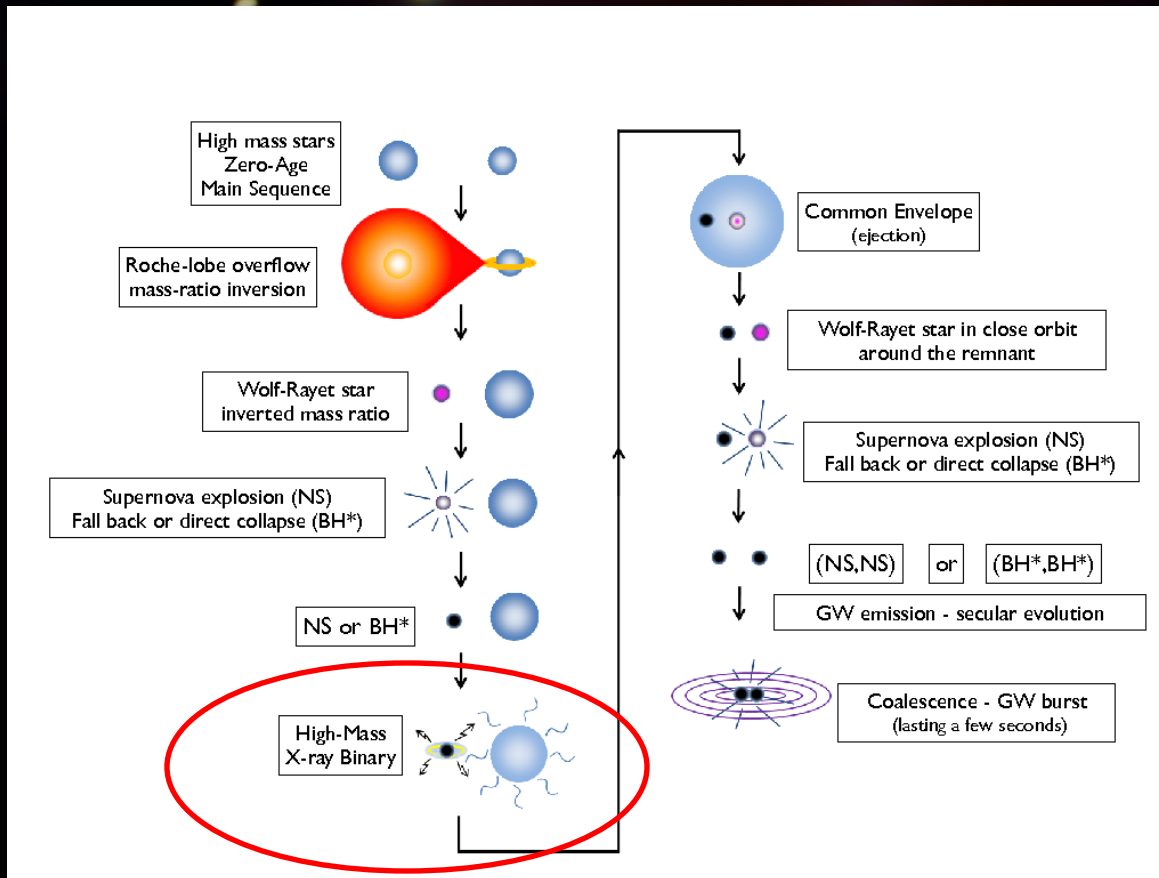 High mass stars
Zero-Age
Main Sequence
Roche-lobe overflow
mass-ratio inversion
Wolf-Rayet star
inverted mass ratio
Supernova explosion (NS)
Fall back or direct collapse (BH*)
NS or BH*
High-Mass
X-ray Binary
Common Envelope
(ejection)
Wolf-Rayet star in close orbit
around the remnant
Supernova explosion (NS)
Fall back or direct collapse (BH*)
(NS,NS) or (BH*,BH*)
GW emission - secular evolution
Coalescence - GW burst
(lasting a few seconds)